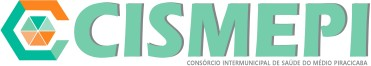 CISMEPI
CONSÓRCIO INTERMUNICIPAL DE SAÚDE DO MÉDIO PIRACICABA